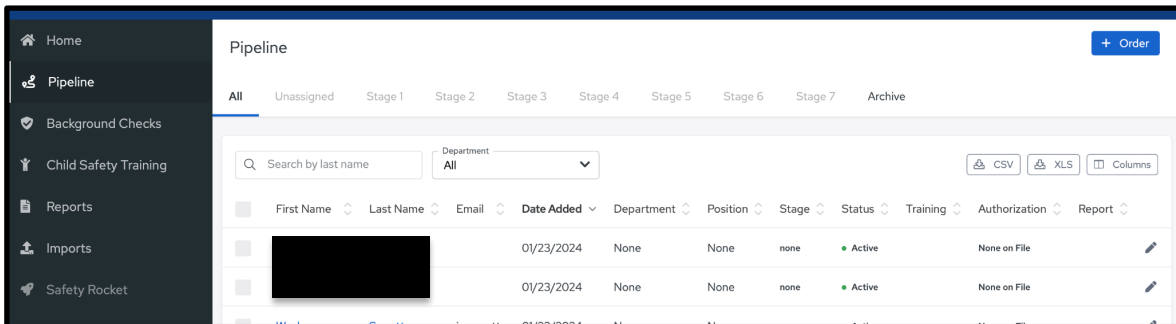 Home
Pipeline
Background Checks
Child Safety Training
Reports
Imports
Safety Rocket
Pipeline
+ Order
All Unassigned Stage 1 Stage 2 Stage 3 Stage 4 Stage 5 Stage 6 Stage 7 Archive
Search by last name
Department
All
CSV XLS Columns
First Name Last Name Email Date Added Department Position Stage Status Training Authorization Report
01/23/2024 None None none Active None on File
01/23/2024 None None none Active None on File